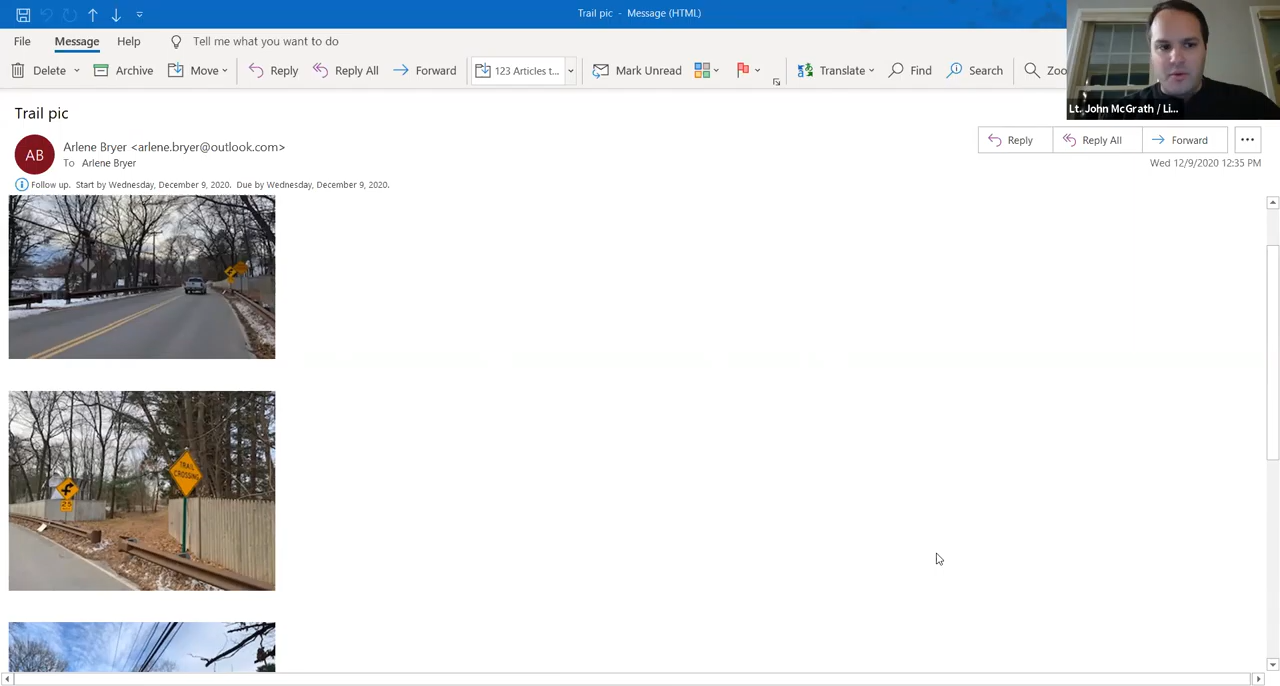 Trail pic - Message (HTML)
File Message Help Tell me what you want to do
Delete Archive Move Reply Reply All Forward 123 Articles t... Mark Unread Translate Find Search Zoo
Lt. John McGrath / Li...
Trail pic
AB
Arlene Bryer <arlene.bryer@outlook.com>
To Arlene Bryer
Reply Reply All Forward
Wed 12/9/2020 12:35 PM
Follow up. Start by Wednesday, December 9, 2020. Due by Wednesday, December 9, 2020.
TRAIL
CROSSING
25